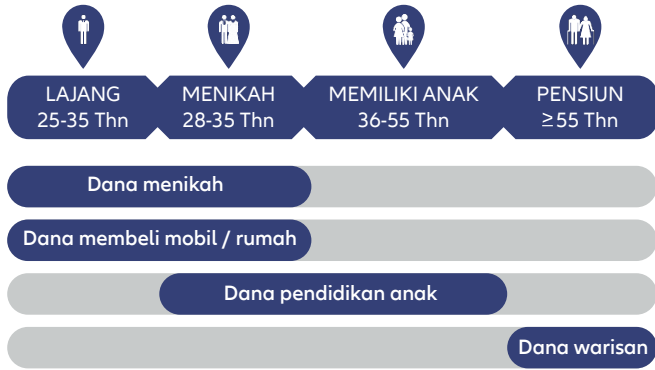 LAJANG
25-35 Thn
MENIKAH
28-35 Thn
MEMILIKI ANAK
36-55 Thn
PENSIUN
≥55 Thn
Dana menikah
Dana membeli mobil / rumah
Dana pendidikan anak
Dana warisan